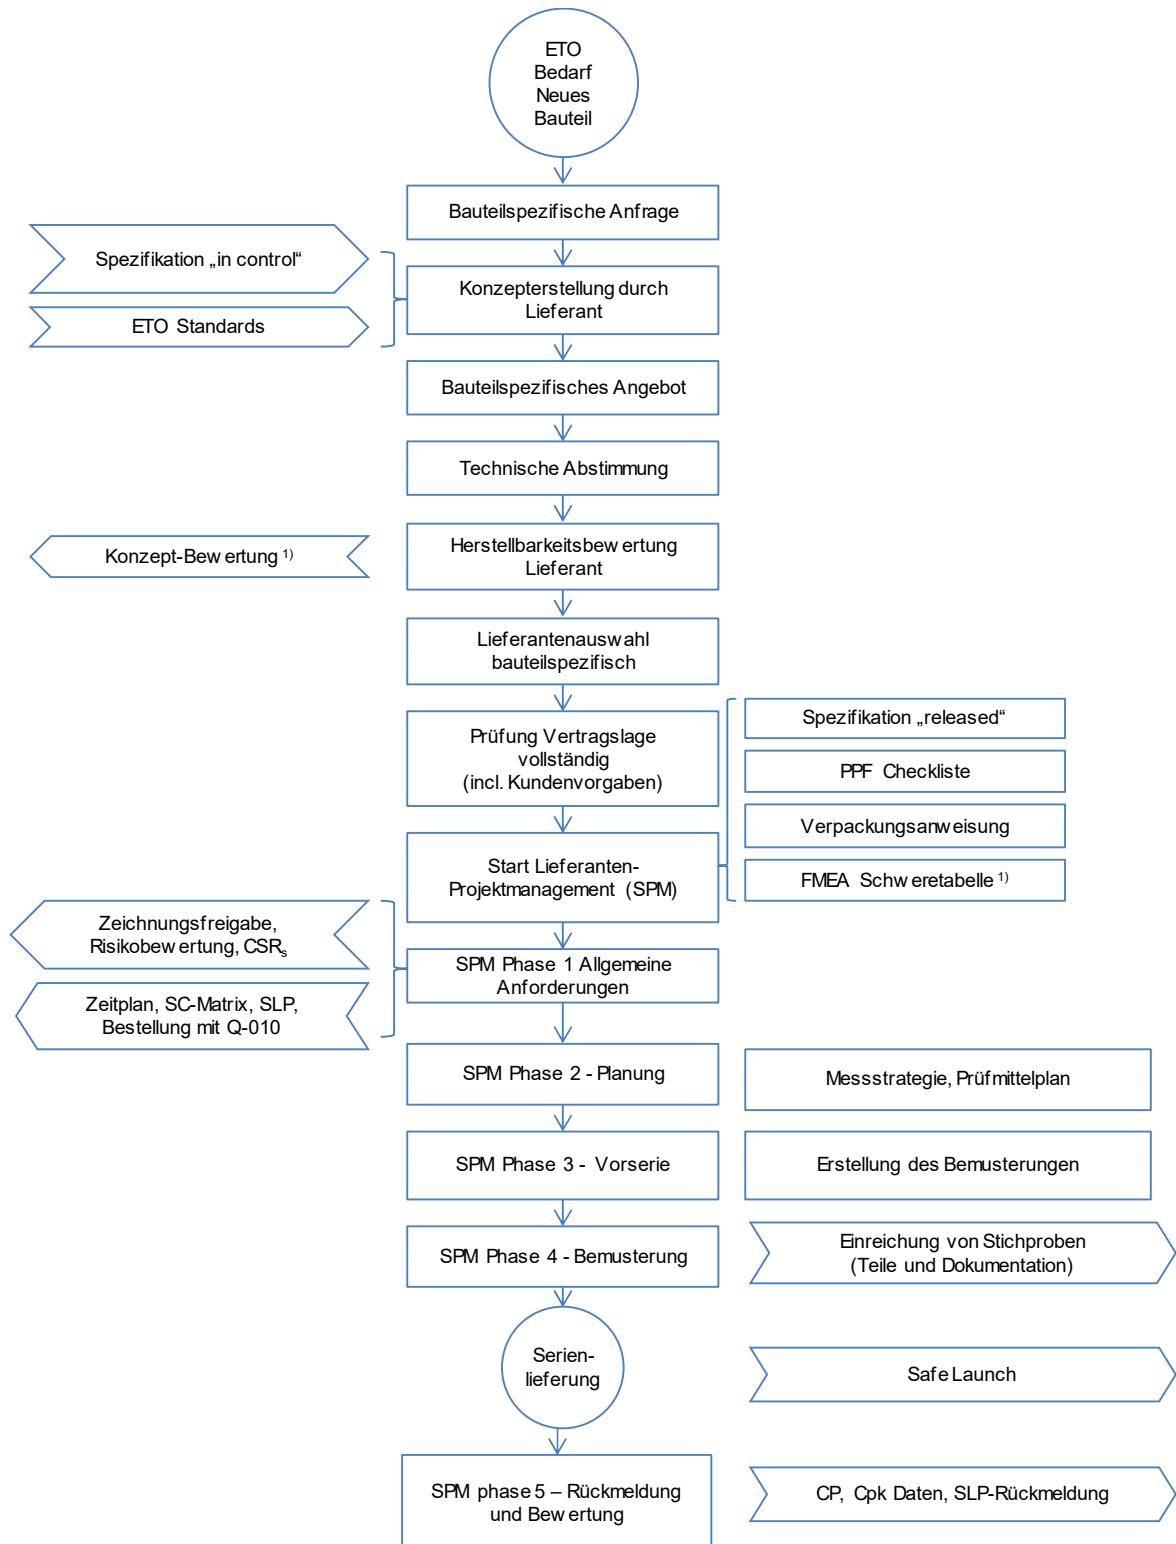 ETO
Bedarf
Neues
Bauteil
Bauteilspezifische Anfrage
Spezifikation „in control“
ETO Standards
Konzepterstellung durch
Lieferant
Bauteilspezifisches Angebot
Technische Abstimmung
Konzept-Bewertung ¹⁾
Herstellbarkeitsbewertung
Lieferant
Lieferantenauswahl
bauteilspezifisch
Prüfung Vertragslage
vollständig
(incl. Kundenvorgaben)
Spezifikation „released“
PPF Checkliste
Verpackungsanweisung
FMEA Schweretabelle ¹⁾
Start Lieferanten-
Projektmanagement (SPM)
Zeichnungsfreigabe,
Risikobewertung, CSRₛ
Zeitplan, SC-Matrix, SLP,
Bestellung mit Q-010
SPM Phase 1 Allgemeine
Anforderungen
SPM Phase 2 - Planung
Messstrategie, Prüfmittelplan
SPM Phase 3 - Vorserie
Erstellung des Bemusterungen
SPM Phase 4 - Bemusterung
Einreichung von Stichproben
(Teile und Dokumentation)
Serien-
lieferung
Safe Launch
SPM phase 5 – Rückmeldung
und Bewertung
CP, Cpk Daten, SLP-Rückmeldung